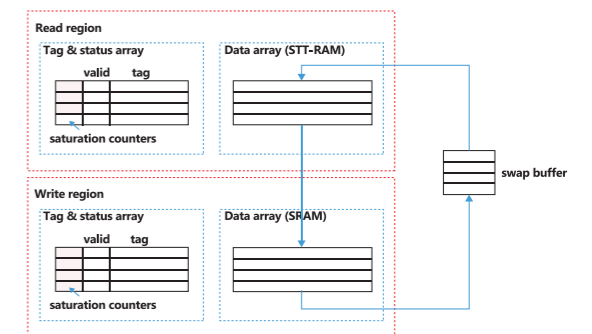 Read region
Tag & status array
Data array (STT-RAM)
valid tag
saturation counters
swap buffer
Write region
Tag & status array
Data array (SRAM)
valid tag
saturation counters